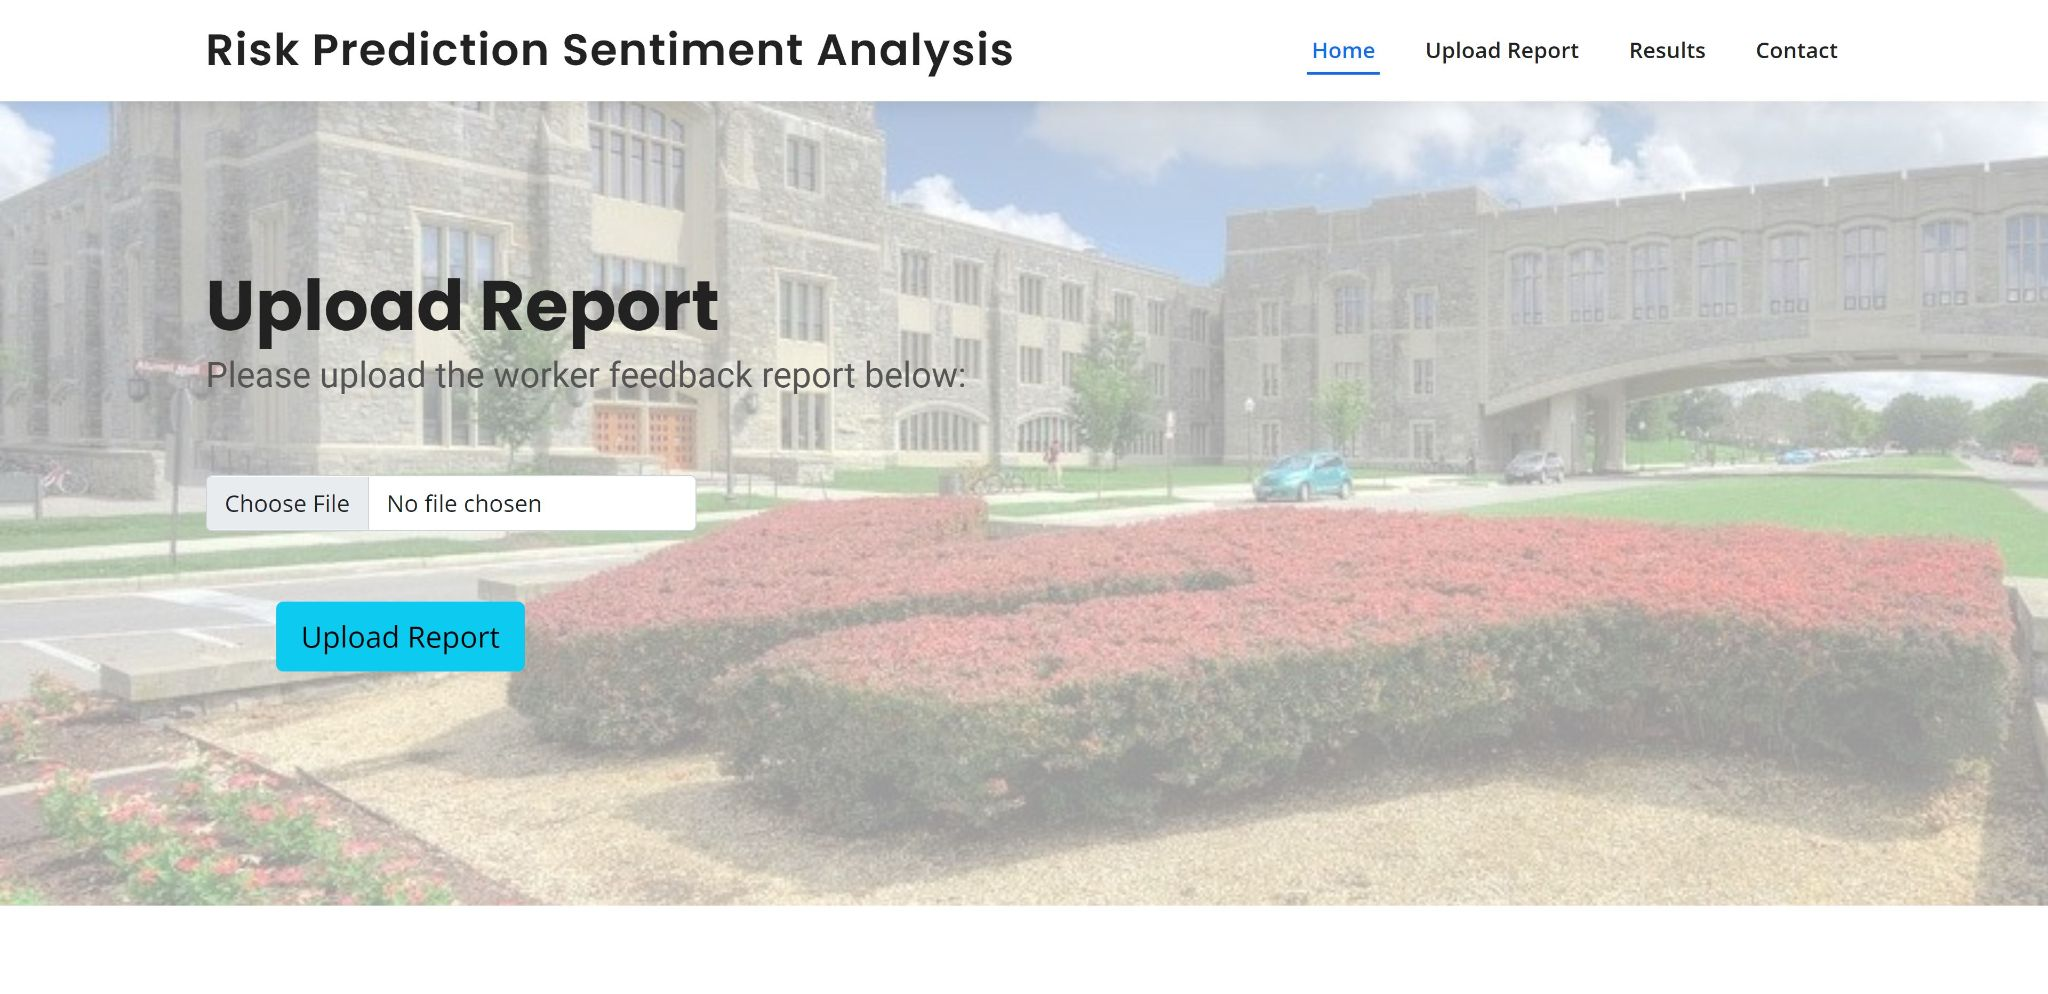 Risk Prediction Sentiment Analysis
Home Upload Report Results Contact
Upload Report
Please upload the worker feedback report below:
Choose File No file chosen
Upload Report